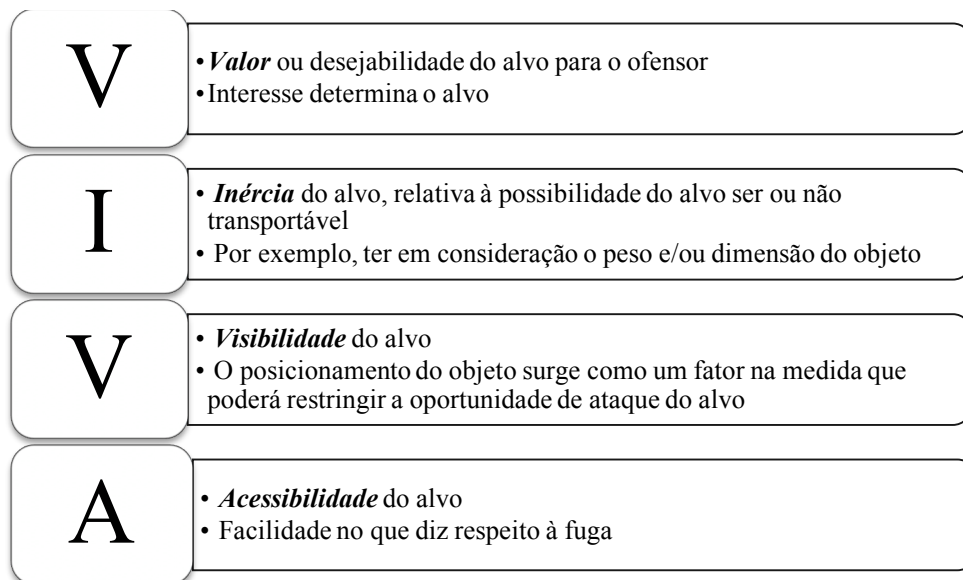 V
•Valor ou desejabilidade do alvo para o ofensor
•Interesse determina o alvo
I
• Inércia do alvo, relativa à possibilidade do alvo ser ou não
transportável
• Por exemplo, ter em consideração o peso e/ou dimensão do objeto
V
• Visibilidade do alvo
• O posicionamento do objeto surge como um fator na medida que
poderá restringir a oportunidade de ataque do alvo
A
• Acessibilidade do alvo
• Facilidade no que diz respeito à fuga